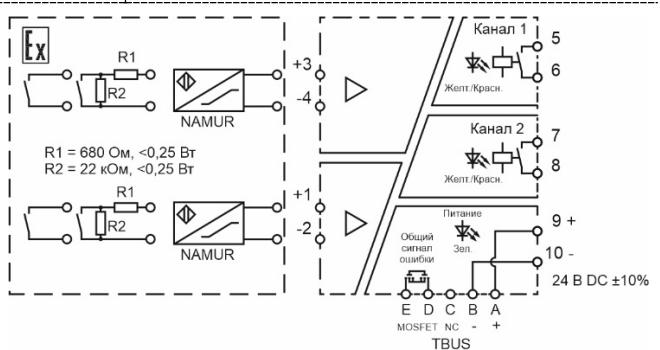 Ex
R1
R2
NAMUR
+3
-4
R1 = 680 Ом, <0,25 Вт
R2 = 22 кОм, <0,25 Вт
R1
R2
NAMUR
+1
-2
Канал 1
Желт./Красн.
5
6
Канал 2
Желт./Красн.
7
8
Питание
Зел.
9 +
10 -
24 В DC ±10%
Общий
сигнал
ошибки
E D C B A
MOSFET NC - +
TBUS